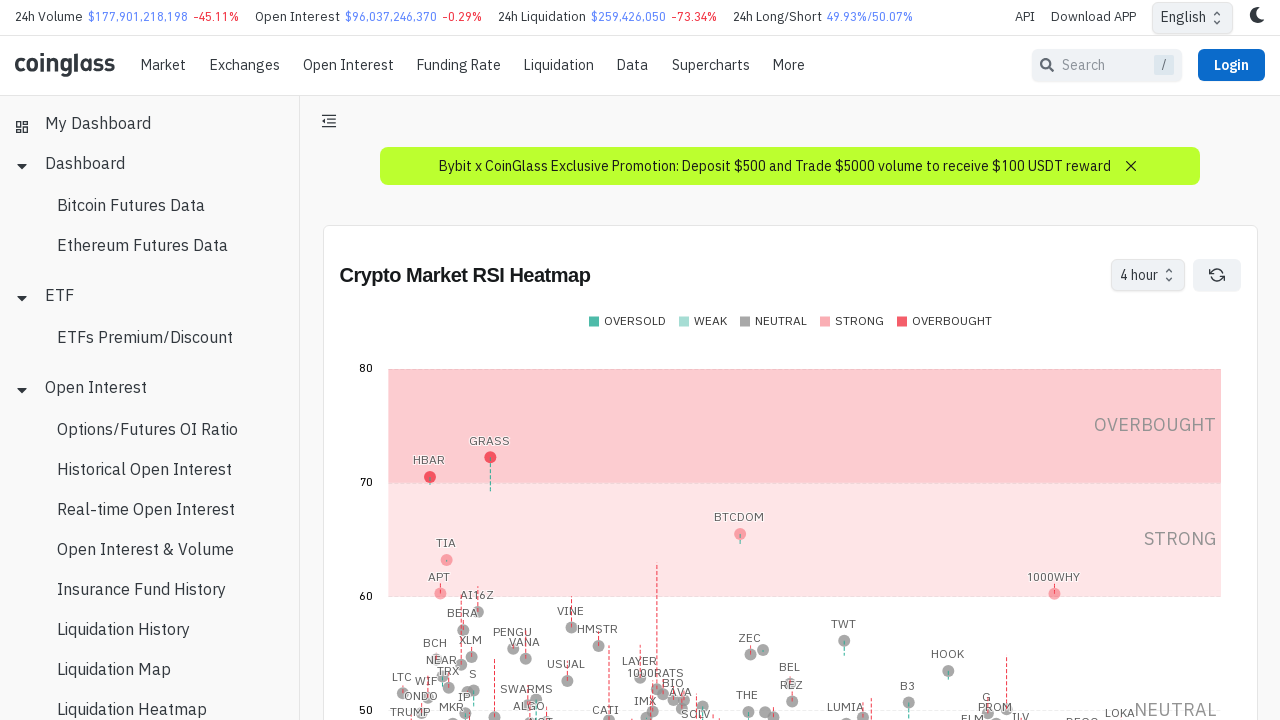 24h Volume $177,901,218,198 -45.11% Open Interest $96,037,246,370 -0.29% 24h Liquidation $259,426,050 -73.34% 24h Long/Short 49.93%/50.07% API Download APP English
coinglass Market Exchanges Open Interest Funding Rate Liquidation Data Supercharts More Search / Login
My Dashboard
Dashboard
Bitcoin Futures Data
Ethereum Futures Data
ETF
ETFs Premium/Discount
Open Interest
Options/Futures OI Ratio
Historical Open Interest
Real-time Open Interest
Open Interest & Volume
Insurance Fund History
Liquidation History
Liquidation Map
Liquidation Heatmap
Bybit x CoinGlass Exclusive Promotion: Deposit $500 and Trade $5000 volume to receive $100 USDT reward
Crypto Market RSI Heatmap
4 hour
OVERSOLD WEAK NEUTRAL STRONG OVERBOUGHT
80
OVERBOUGHT
GRASS
HBAR
70
BTCDOM
STRONG
TIA
APT
1000WHY
60
AI16Z
BERA
VINE
TWT
HMSTR
PENGU
ZEC
XLM
VANA
BCH
HOOK
NEAR
LAYER
USUAL
BEL
TRX
S
1000RATS
LTC
WIF
BIO
REZ
B3
SWARMS
ONDO
IP
AVA
THE
G
IMX
MKR
ALGO
LUMIA
PROM
50
TRUMP
CATI
LOKA
NEUTRAL